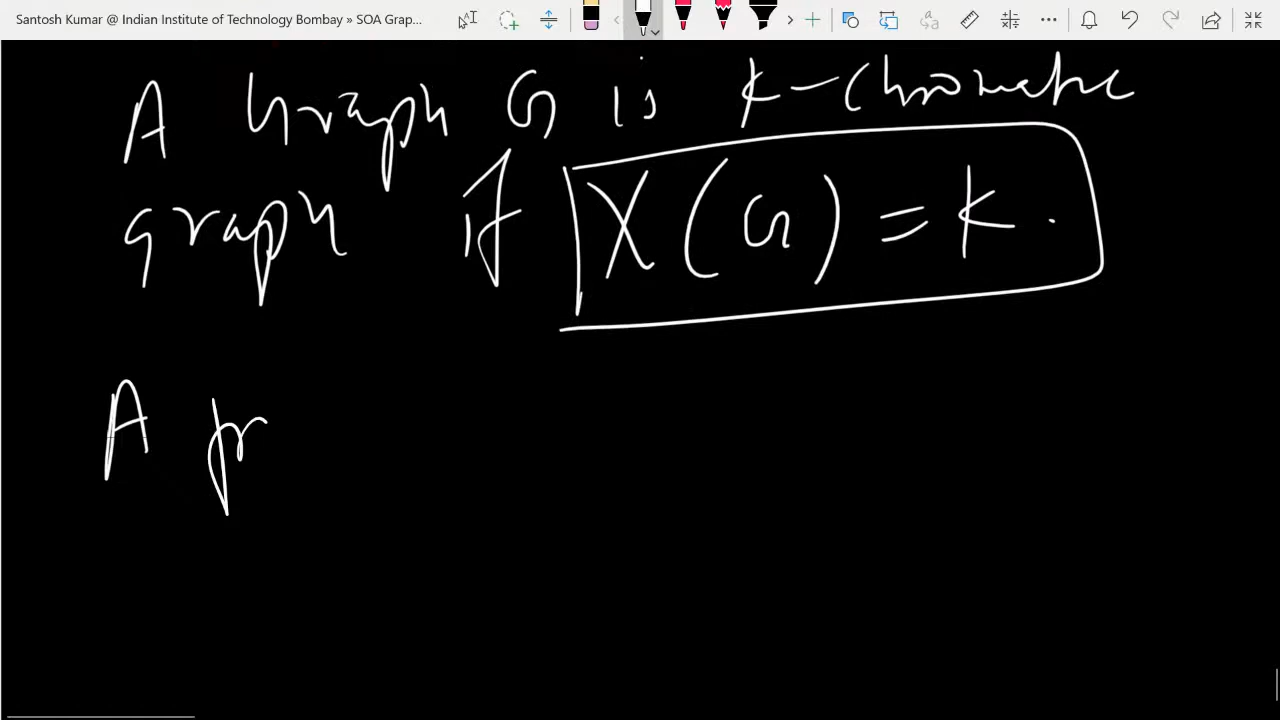 Santosh Kumar @ Indian Institute of Technology Bombay » SOA Grap...
A Graph G is K-Chromatic
graph if X(G) = K.
A pr